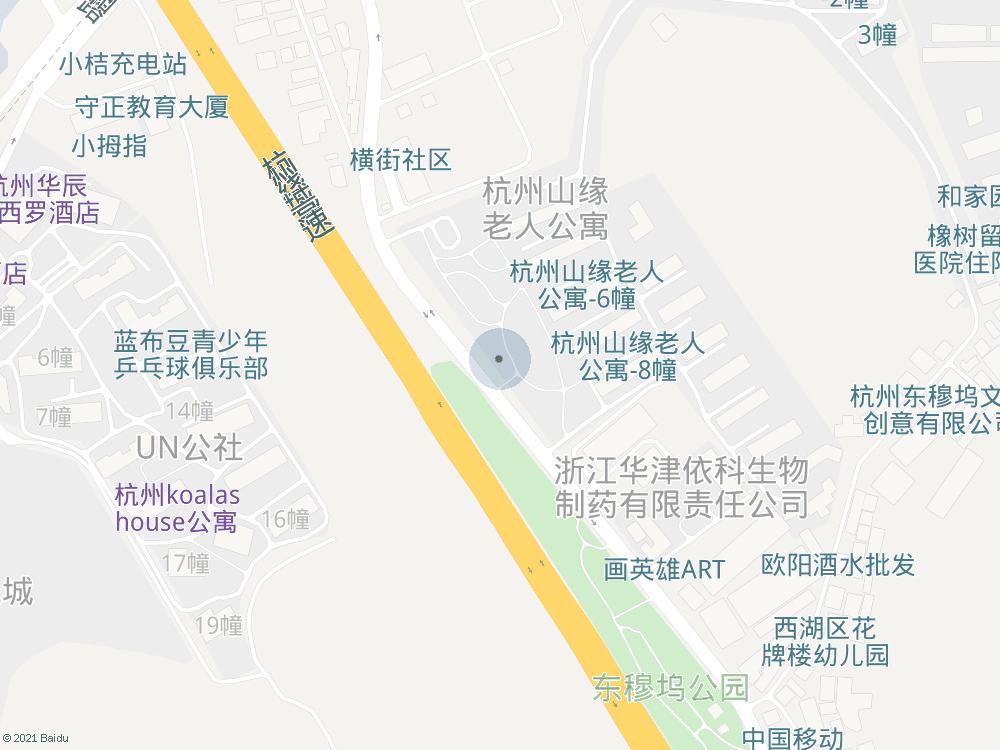 2幢
3幢
小桔充电站
守正教育大厦
小拇指
横街社区
杭州华辰
西罗酒店
杭绕高速
杭州山缘
老人公寓
和家园
橡树留
医院住院
杭州山缘老人
公寓-6幢
店
幢
蓝布豆青少年
乒乓球俱乐部
杭州山缘老人
公寓-8幢
6幢
7幢
14幢
杭州东穆坞文
创意有限公司
UN公社
浙江华津依科生物
制药有限责任公司
杭州koalas
house公寓
16幢
17幢
画英雄ART
欧阳酒水批发
城
19幢
西湖区花
牌楼幼儿园
东穆坞公园
中国移动
© 2021 Baidu